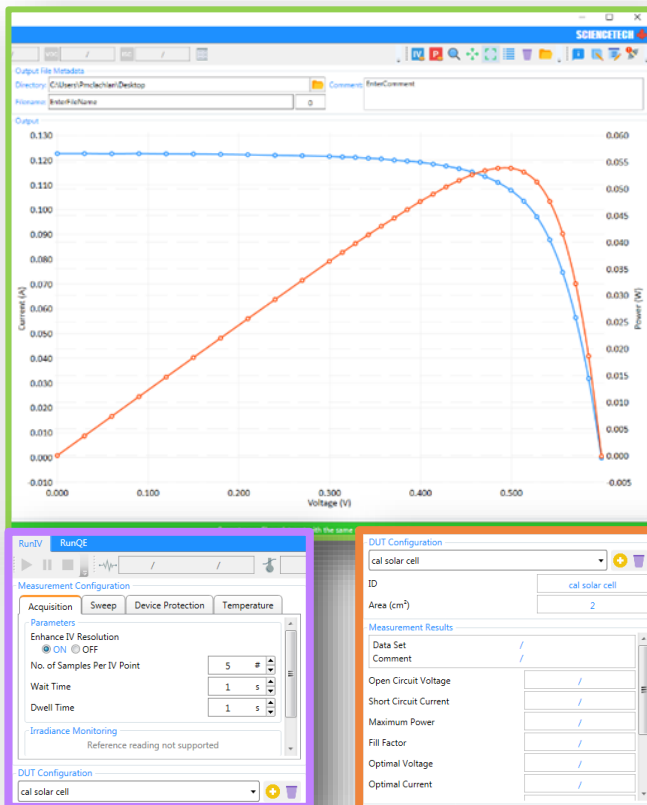 SCIENCETECH
/ VOC / ISC /
IV P
Output File Metadata
Directory: C:\Users\Pmclachlan\Desktop Comment: EnterComment
Filename: EnterFileName 0
Output
0.130 0.060
0.120 0.055
0.110 0.050
0.100 0.045
0.090 0.040
0.080 0.035
0.070 0.030
0.060 0.025
0.050 0.020
0.040 0.015
0.030 0.010
0.020 0.005
0.010 0.000
0.000 -0.005
-0.010
Current (A)
Power (W)
0.000 0.100 0.200 0.300 0.400 0.500
Voltage (V)
with the same
RunIV RunQE
/ /
Measurement Configuration
Acquisition Sweep Device Protection Temperature
Parameters
Enhance IV Resolution
ON OFF
No. of Samples Per IV Point 5 #
Wait Time 1 s
Dwell Time 1 s
Irradiance Monitoring
Reference reading not supported
DUT Configuration
cal solar cell
DUT Configuration
cal solar cell
ID cal solar cell
Area (cm²) 2
Measurement Results
Data Set /
Comment /
Open Circuit Voltage /
Short Circuit Current /
Maximum Power /
Fill Factor /
Optimal Voltage /
Optimal Current /